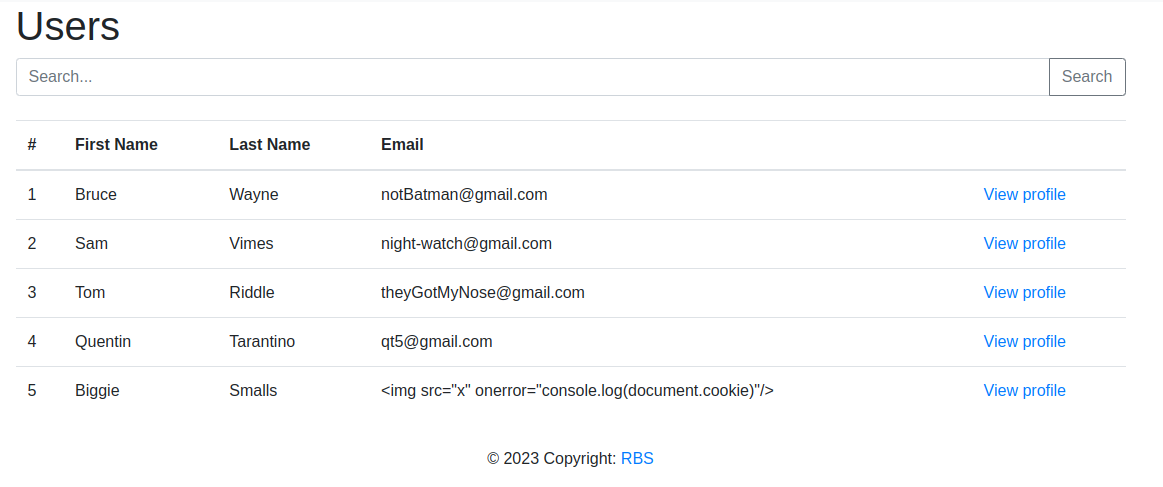 Users
Search... Search
# First Name Last Name Email
1 Bruce Wayne notBatman@gmail.com View profile
2 Sam Vimes night-watch@gmail.com View profile
3 Tom Riddle theyGotMyNose@gmail.com View profile
4 Quentin Tarantino qt5@gmail.com View profile
5 Biggie Smalls <img src="x" onerror="console.log(document.cookie)"/> View profile
© 2023 Copyright: RBS